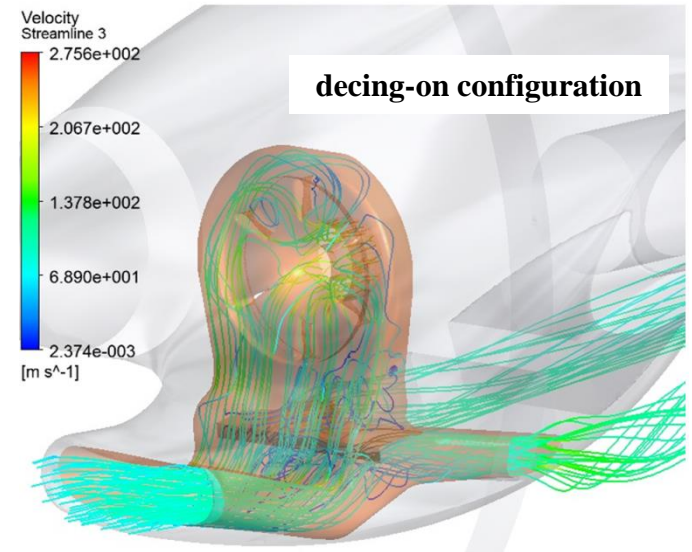 Velocity
Streamline 3
2.756e+002
decing-on configuration
2.067e+002
1.378e+002
6.890e+001
2.374e-003
[m s^-1]